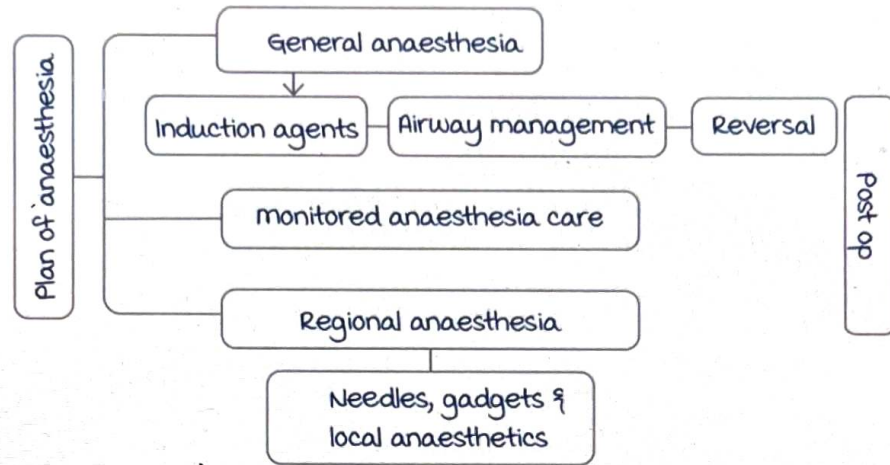 Plan of anaesthesia
General anaesthesia
Induction agents
Airway management
Reversal
monitored anaesthesia care
Regional anaesthesia
Needles, gadgets &
local anaesthetics
Post op